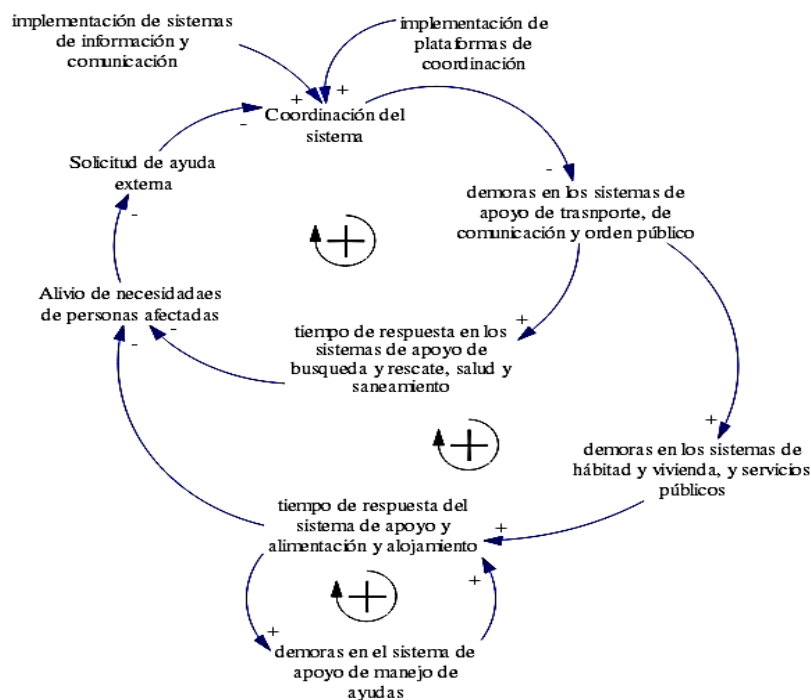 implementación de sistemas
de información y
comunicación
implementación de
plataformas de
coordinación
+
+
Coordinación del
sistema
-
Solicitud de ayuda
externa
-
-
demoras en los sistemas de
apoyo de trasnporte, de
comunicación y orden público
+
Alivio de necesidadaes
de personas afectadas
-
-
+
tiempo de respuesta en los
sistemas de apoyo de
busqueda y rescate, salud y
saneamiento
+
+
demoras en los sistemas de
hábitad y vivienda, y servicios
públicos
tiempo de respuesta del
sistema de apoyo y
alimentación y alojamiento
+
+
+
+
demoras en el sistema de
apoyo de manejo de
ayudas